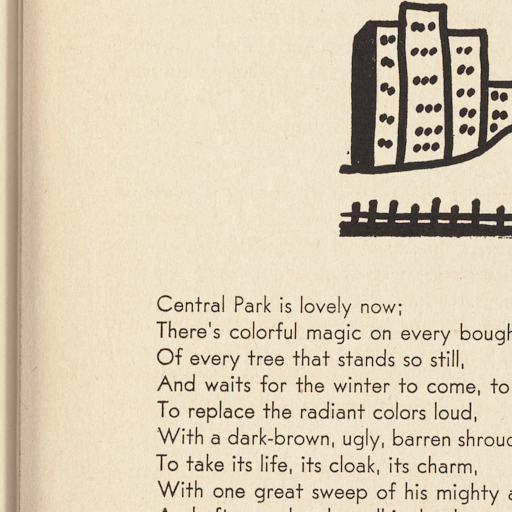 Central Park is lovely now;
There's colorful magic on every bough
Of every tree that stands so still,
And waits for the winter to come, to
To replace the radiant colors loud,
With a dark-brown, ugly, barren shroud
To take its life, its cloak, its charm,
With one great sweep of his mighty